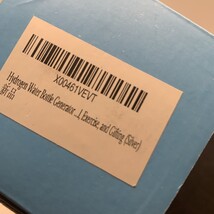 X00461VEVT
Hydrogen Water Bottle Generator ...l, Exercise, and Gifting (Silver)
新品